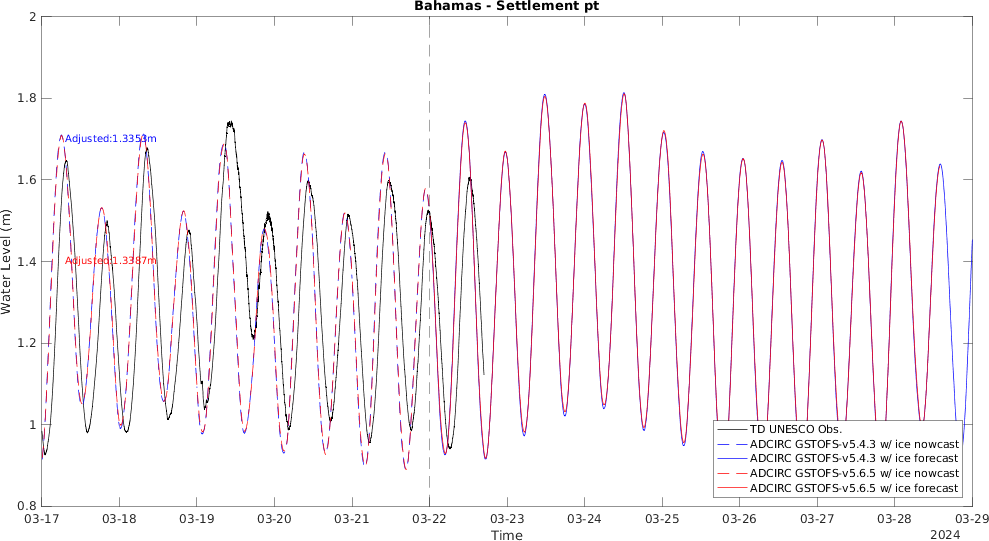 Bahamas - Settlement pt
2
1.8
1.6
1.4
1.2
1
0.8
Water Level (m)
Adjusted:1.3353m
Adjusted:1.3387m
TD UNESCO Obs.
ADCIRC GSTOFS-v5.4.3 w/ ice nowcast
ADCIRC GSTOFS-v5.4.3 w/ ice forecast
ADCIRC GSTOFS-v5.6.5 w/ ice nowcast
ADCIRC GSTOFS-v5.6.5 w/ ice forecast
03-17 03-18 03-19 03-20 03-21 03-22 03-23 03-24 03-25 03-26 03-27 03-28 03-29
Time
2024